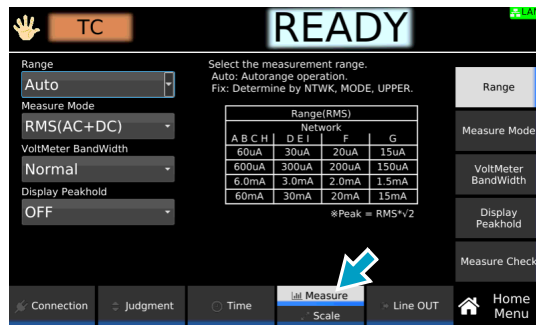 TC
READY
LAN
Range
Auto
Measure Mode
RMS(AC+DC)
VoltMeter BandWidth
Normal
Display Peakhold
OFF
Select the measurement range.
Auto: Autorange operation.
Fix: Determine by NTWK, MODE, UPPER.
Range(RMS)
Network
A B C H D E I F G
60uA 30uA 20uA 15uA
600uA 300uA 200uA 150uA
6.0mA 3.0mA 2.0mA 1.5mA
60mA 30mA 20mA 15mA
※Peak = RMS*√2
Range
Measure Mode
VoltMeter
BandWidth
Display
Peakhold
Measure Check
Connection
Judgment
Time
Measure
Scale
Line OUT
Home
Menu